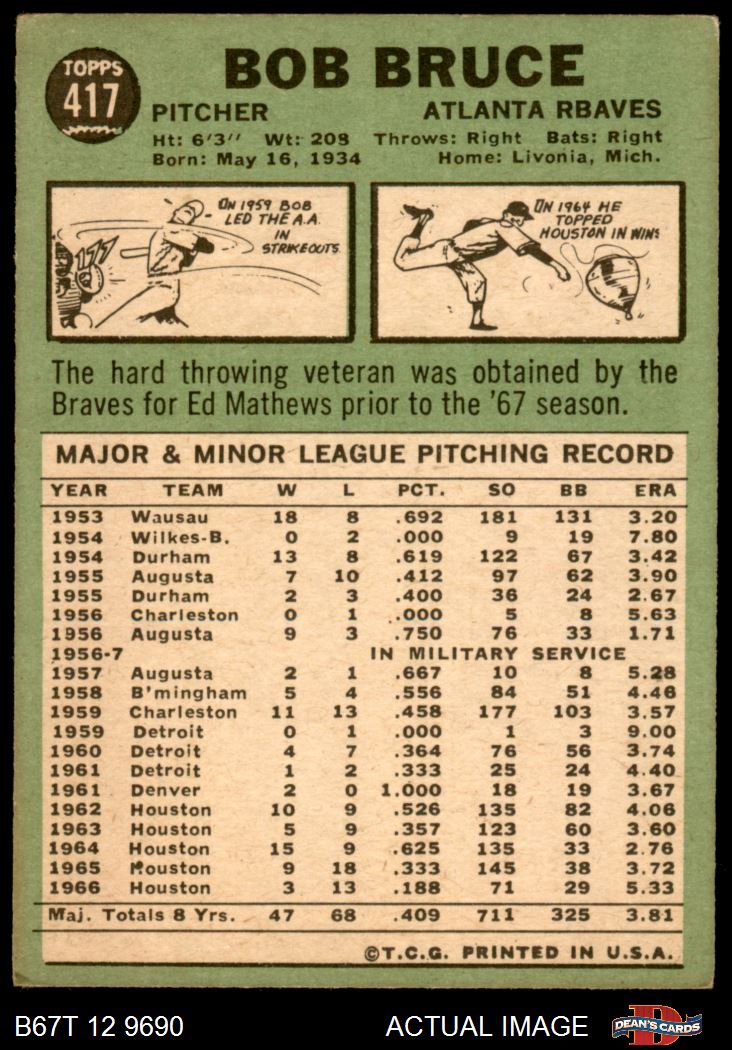 TOPPS
417
BOB BRUCE
PITCHER ATLANTA RBAVES
Ht: 6'3" Wt: 208 Throws: Right Bats: Right
Born: May 16, 1934 Home: Livonia, Mich.
ON 1959 BOB
LED THE A.A.
IN
STRIKEOUTS.
ON 1964 HE
TOPPED
HOUSTON IN WINS
The hard throwing veteran was obtained by the
Braves for Ed Mathews prior to the '67 season.
MAJOR & MINOR LEAGUE PITCHING RECORD
YEAR TEAM W L PCT. SO BB ERA
1953 Wausau 18 8 .692 181 131 3.20
1954 Wilkes-B. 0 2 .000 9 19 7.80
1954 Durham 13 8 .619 122 67 3.42
1955 Augusta 7 10 .412 97 62 3.90
1955 Durham 2 3 .400 36 24 2.67
1956 Charleston 0 1 .000 5 8 5.63
1956 Augusta 9 3 .750 76 33 1.71
1956-7 IN MILITARY SERVICE
1957 Augusta 2 1 .667 10 8 5.28
1958 B'mingham 5 4 .556 84 51 4.46
1959 Charleston 11 13 .458 177 103 3.57
1959 Detroit 0 1 .000 1 3 9.00
1960 Detroit 4 7 .364 76 56 3.74
1961 Detroit 1 2 .333 25 24 4.40
1961 Denver 2 0 1.000 18 19 3.67
1962 Houston 10 9 .526 135 82 4.06
1963 Houston 5 9 .357 123 60 3.60
1964 Houston 15 9 .625 135 33 2.76
1965 Houston 9 18 .333 145 38 3.72
1966 Houston 3 13 .188 71 29 5.33
Maj. Totals 8 Yrs. 47 68 .409 711 325 3.81
©T.C.G. PRINTED IN U.S.A.
B67T 12 9690 ACTUAL IMAGE DEAN'S CARDS